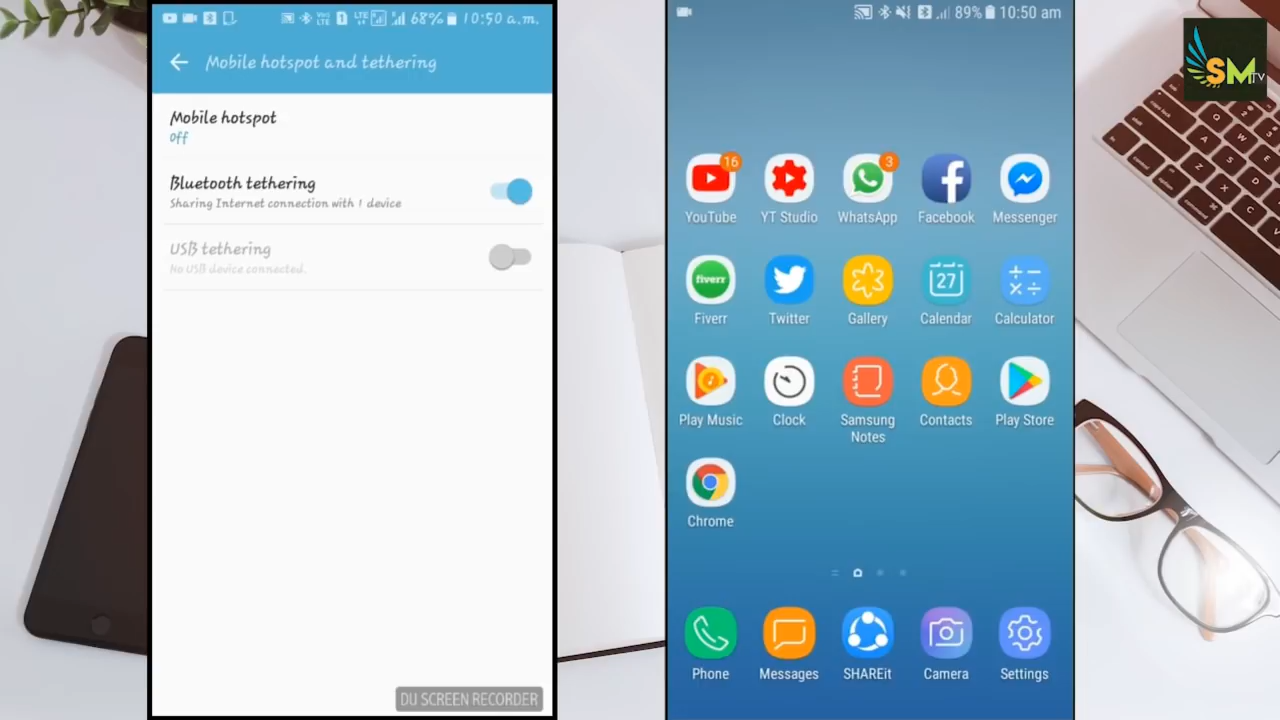 68% 10:50 a.m.
Mobile hotspot and tethering
Mobile hotspot
Off
Bluetooth tethering
Sharing Internet connection with 1 device
USB tethering
No USB device connected.
DU SCREEN RECORDER
89% 10:50 am
16
3
YouTube YT Studio WhatsApp Facebook Messenger
fiverr
27
Fiverr Twitter Gallery Calendar Calculator
Play Music Clock Samsung Notes Contacts Play Store
Chrome
Phone Messages SHAREit Camera Settings
SM TV